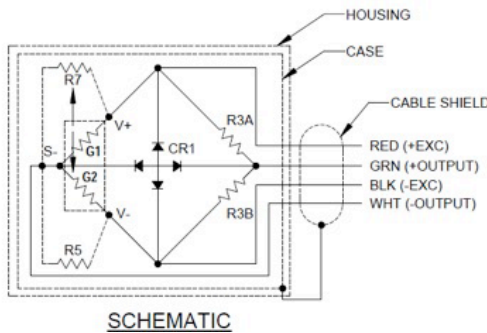 HOUSING
CASE
CABLE SHIELD
R7
V+
R3A
S-
G1
CR1
G2
V-
R3B
R5
RED (+EXC)
GRN (+OUTPUT)
BLK (-EXC)
WHT (-OUTPUT)
SCHEMATIC